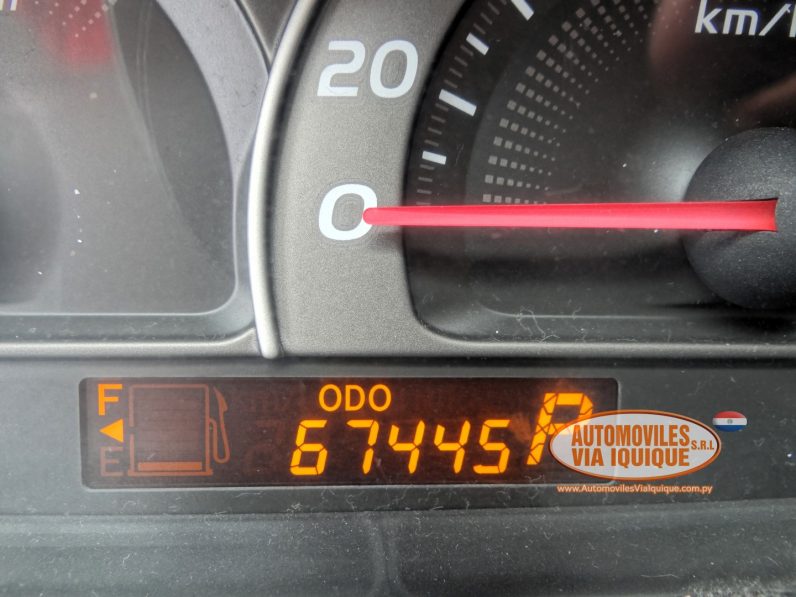 20
km/h
0
F
ODO
E
67445 P
AUTOMOVILES
VIA IQUIQUE S.R.L
www.AutomovilesViaIquique.com.py